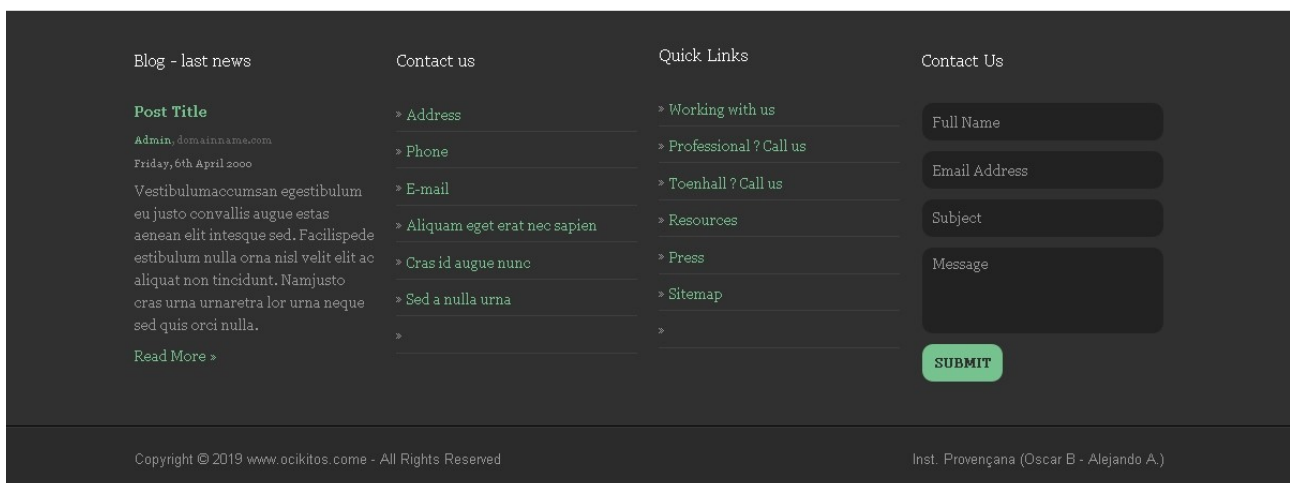 Blog - last news
Post Title
Admin, domainname.com
Friday, 6th April 2000
Vestibulumaccumsan egestibulum
eu justo convallis augue estas
aenean elit intesque sed. Facilispede
estibulum nulla orna nisl velit elit ac
aliquat non tincidunt. Namjusto
cras urna urnaretra lor urna neque
sed quis orci nulla.
Read More »
Contact us
» Address
» Phone
» E-mail
» Aliquam eget erat nec sapien
» Cras id augue nunc
» Sed a nulla urna
»
Quick Links
» Working with us
» Professional ? Call us
» Toenhall ? Call us
» Resources
» Press
» Sitemap
»
Contact Us
Full Name
Email Address
Subject
Message
SUBMIT
Copyright © 2019 www.ocikitos.come - All Rights Reserved
Inst. Provençana (Oscar B - Alejando A.)